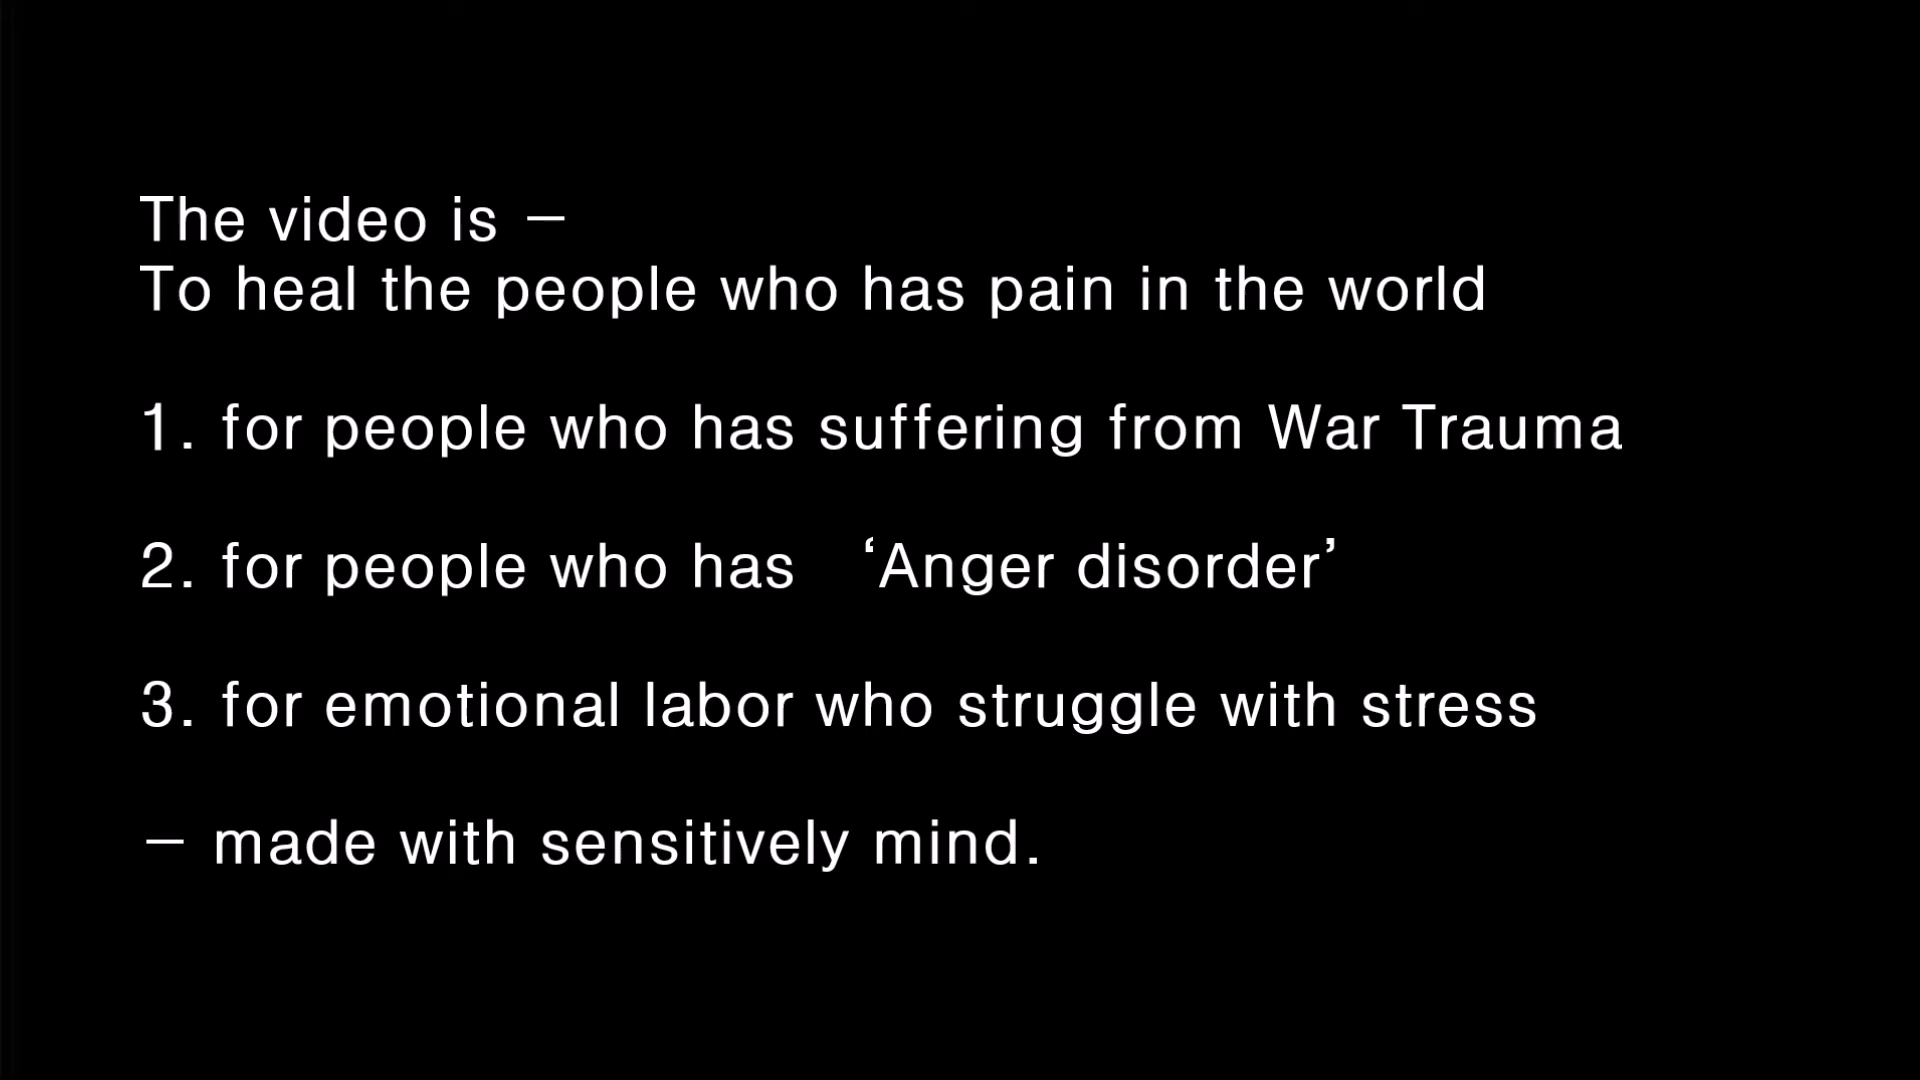 The video is –
To heal the people who has pain in the world
1. for people who has suffering from War Trauma
2. for people who has ‘Anger disorder’
3. for emotional labor who struggle with stress
– made with sensitively mind.